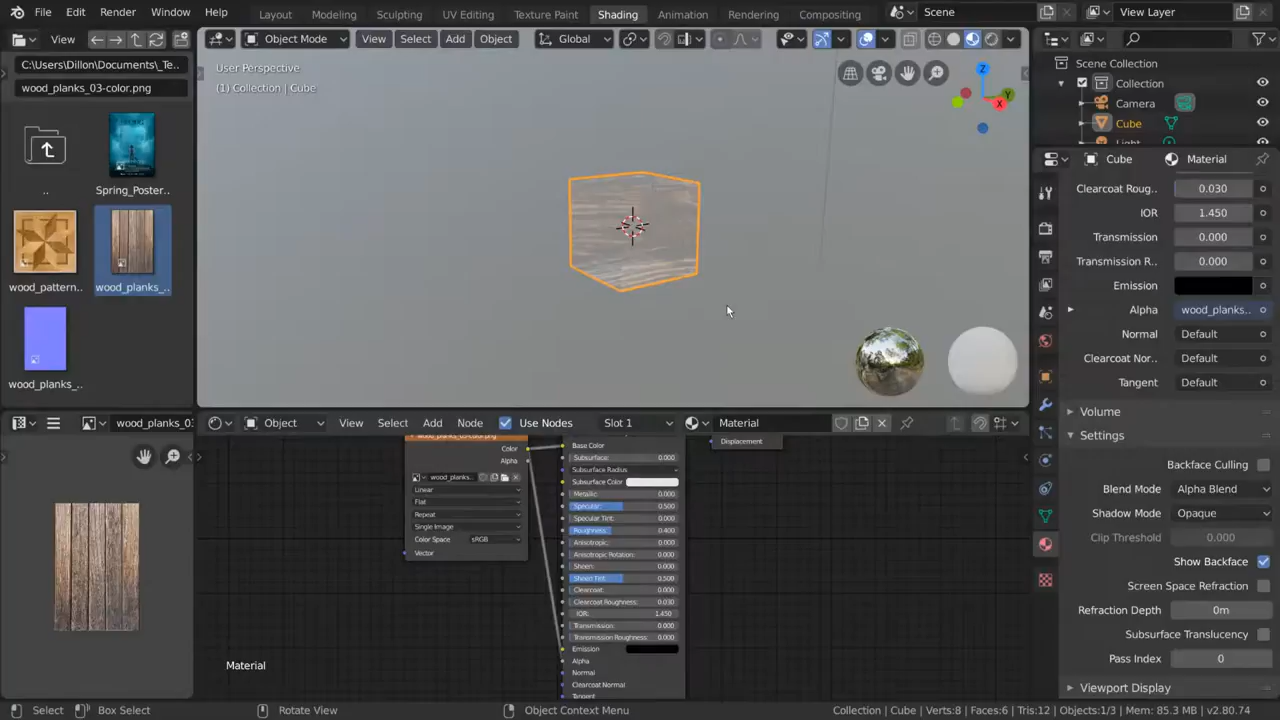 File Edit Render Window Help
Layout Modeling Sculpting UV Editing Texture Paint Shading Animation Rendering Compositing
Scene
View Layer
View
Object Mode View Select Add Object Global
C:\Users\Dillon\Documents\_Te..
wood_planks_03-color.png
..
Spring_Poster..
wood_pattern..
wood_planks_..
wood_planks_..
User Perspective
(1) Collection | Cube
Z
Y
X
Scene Collection
Collection
Camera
Cube
Cube
Material
Clearcoat Roug.. 0.030
IOR 1.450
Transmission 0.000
Transmission R.. 0.000
Emission
Alpha wood_planks..
Normal Default
Clearcoat Nor.. Default
Tangent Default
Volume
Settings
Backface Culling
Blend Mode Alpha Blend
Shadow Mode Opaque
Clip Threshold 0.000
Show Backface
Screen Space Refraction
Refraction Depth 0m
Subsurface Translucency
Pass Index 0
Viewport Display
wood_planks_03
Object View Select Add Node Use Nodes Slot 1 Material
Color
Alpha
wood_planks..
Linear
Flat
Repeat
Single Image
Color Space sRGB
Vector
Base Color
Subsurface: 0.000
Subsurface Radius
Subsurface Color
Metallic: 0.000
Specular: 0.500
Specular Tint: 0.000
Roughness: 0.400
Anisotropic: 0.000
Anisotropic Rotation: 0.000
Sheen: 0.000
Sheen Tint: 0.500
Clearcoat: 0.000
Clearcoat Roughness: 0.030
IOR: 1.450
Transmission: 0.000
Transmission Roughness: 0.000
Emission
Alpha
Normal
Clearcoat Normal
Tangent
Displacement
Material
Select Box Select Rotate View Object Context Menu
Collection | Cube | Verts:8 | Faces:6 | Tris:12 | Objects:1/3 | Mem: 85.3 MB | v2.80.74